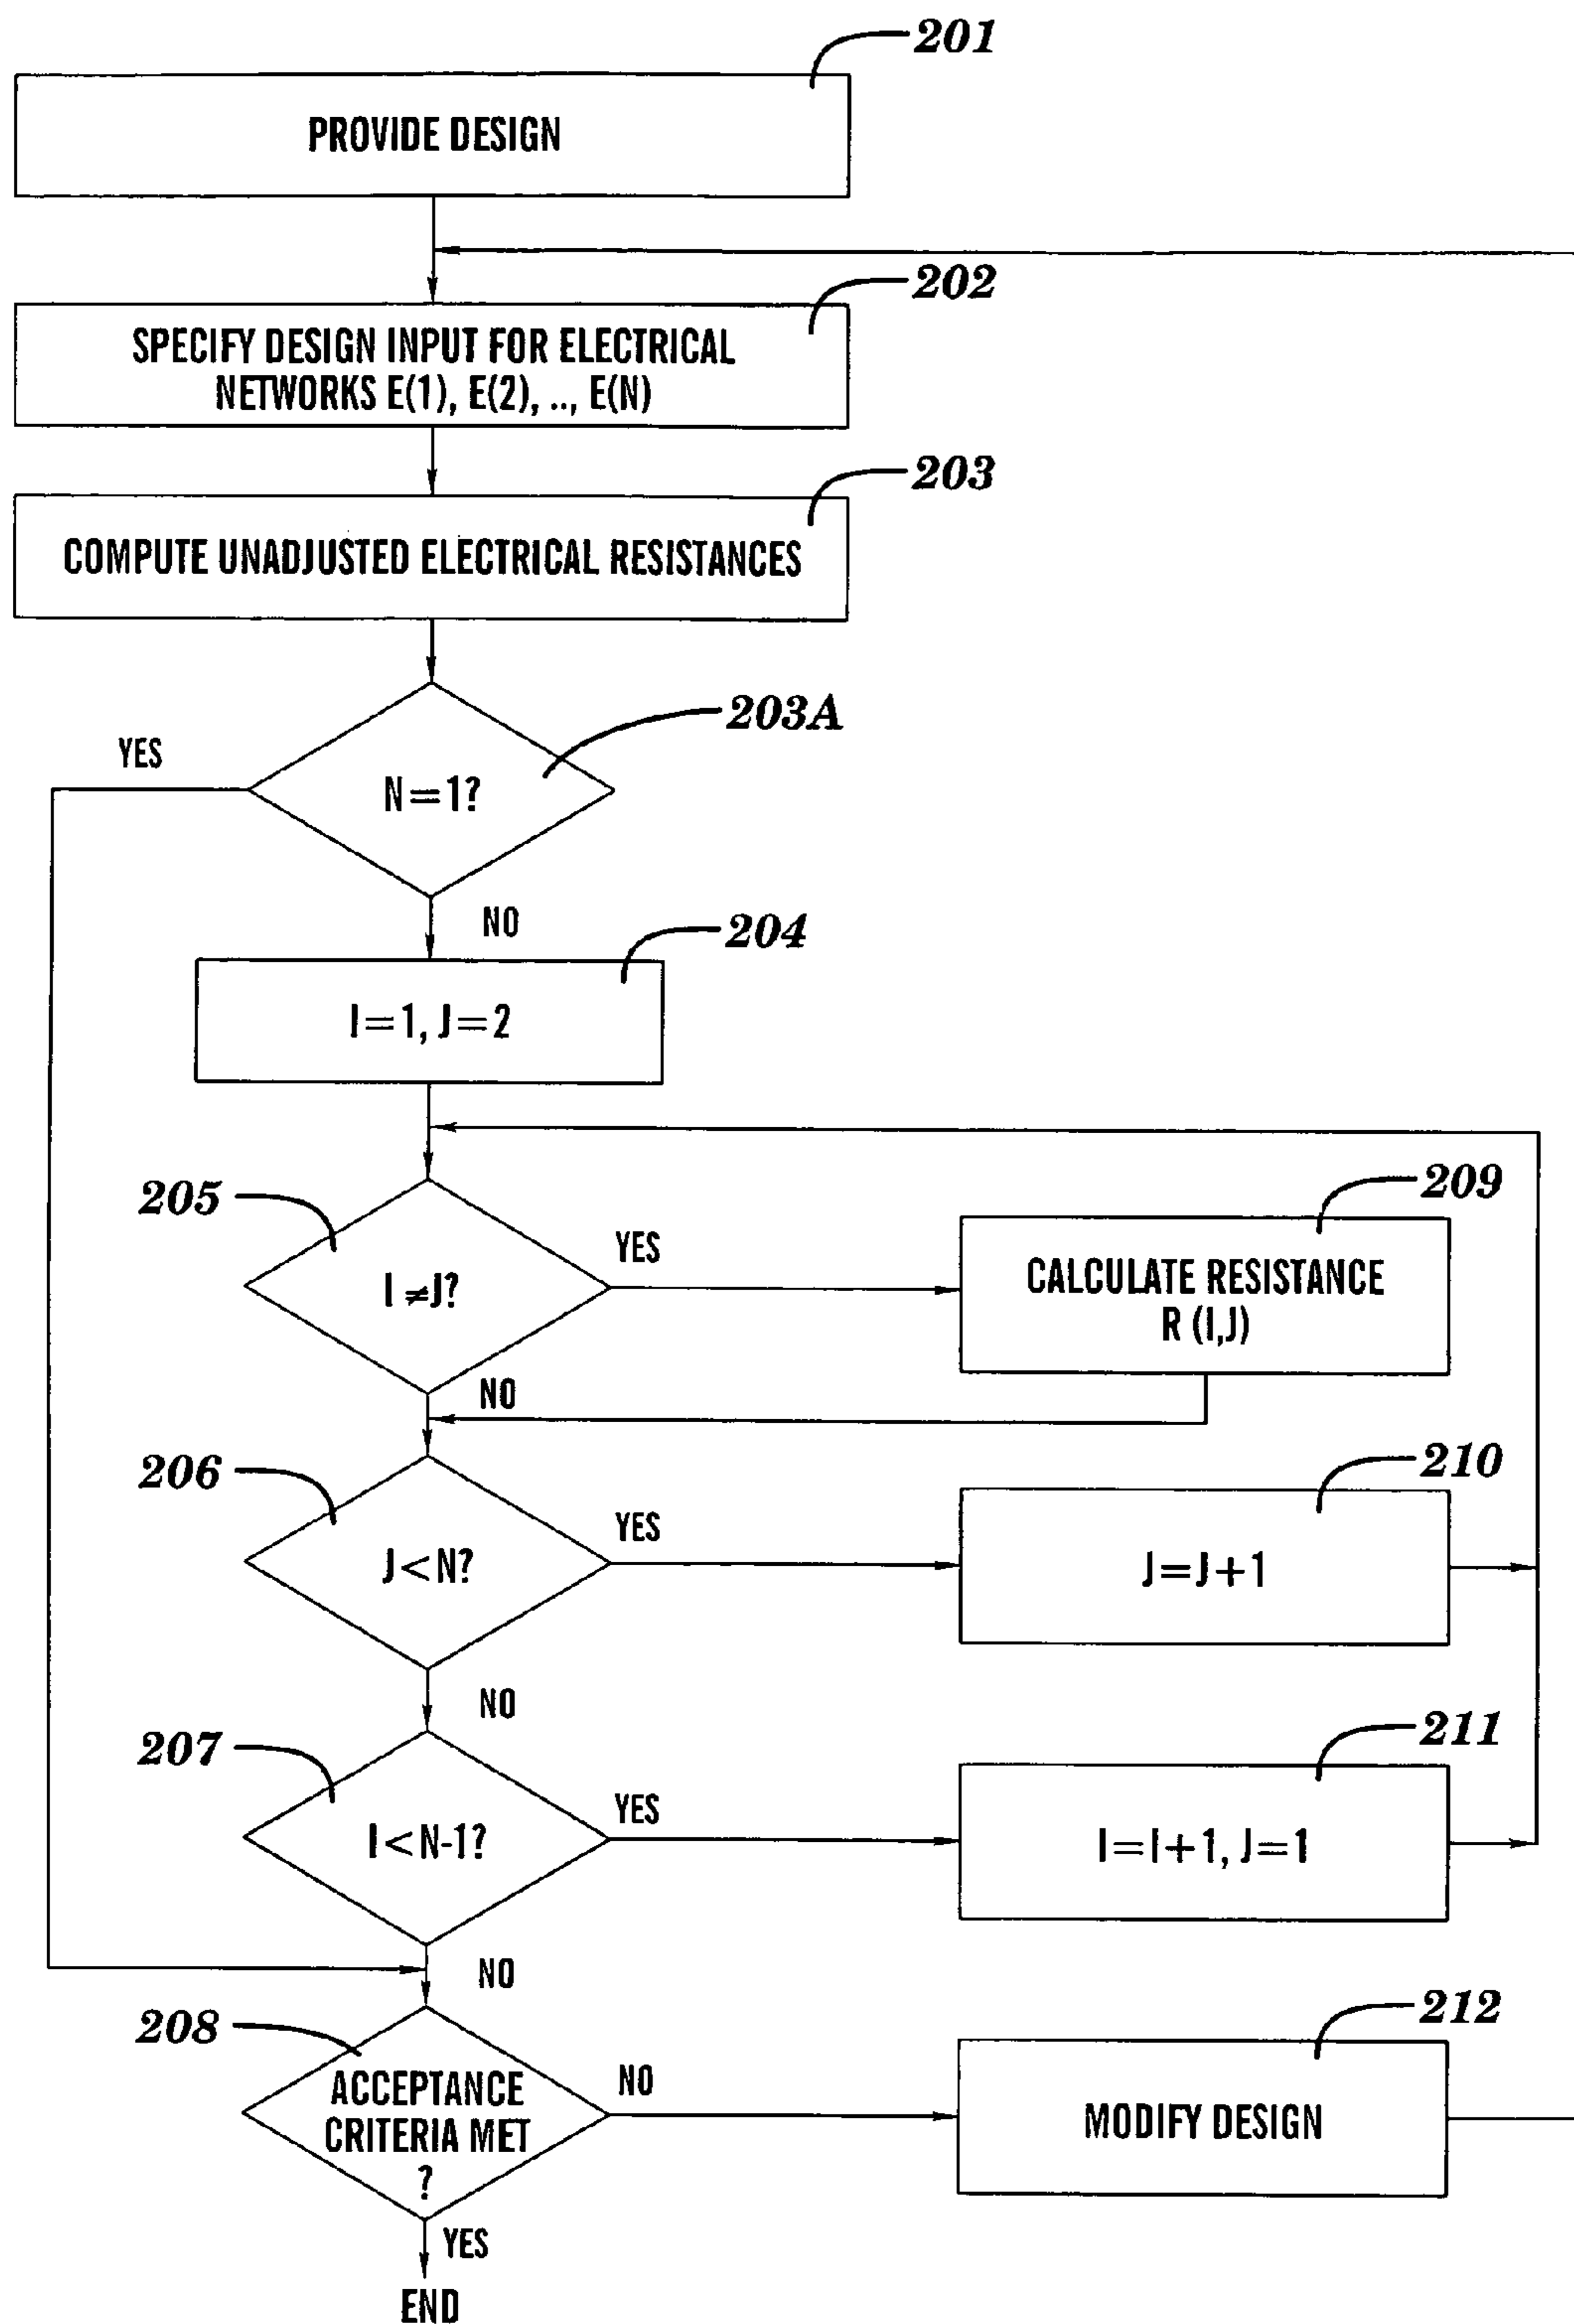 201
PROVIDE DESIGN
202
SPECIFY DESIGN INPUT FOR ELECTRICAL
NETWORKS E(1), E(2), .., E(N)
203
COMPUTE UNADJUSTED ELECTRICAL RESISTANCES
203A
YES
N=1?
NO
204
I=1, J=2
205
209
YES
I≠J?
CALCULATE RESISTANCE
R (I,J)
NO
206
210
YES
J<N?
J=J+1
NO
207
211
YES
I<N-1?
I=I+1, J=1
NO
208
212
NO
ACCEPTANCE
CRITERIA MET
?
MODIFY DESIGN
YES
END